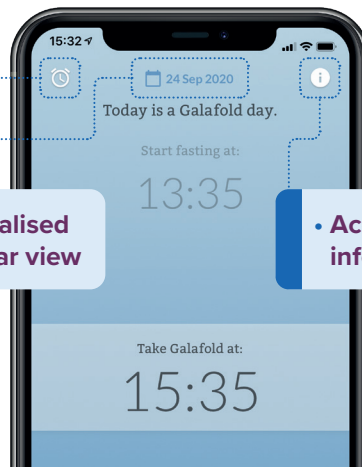 15:32
24 Sep 2020
Today is a Galafold day.
Start fasting at:
13:35
alised
ar view
• Ac
inf
Take Galafold at:
15:35